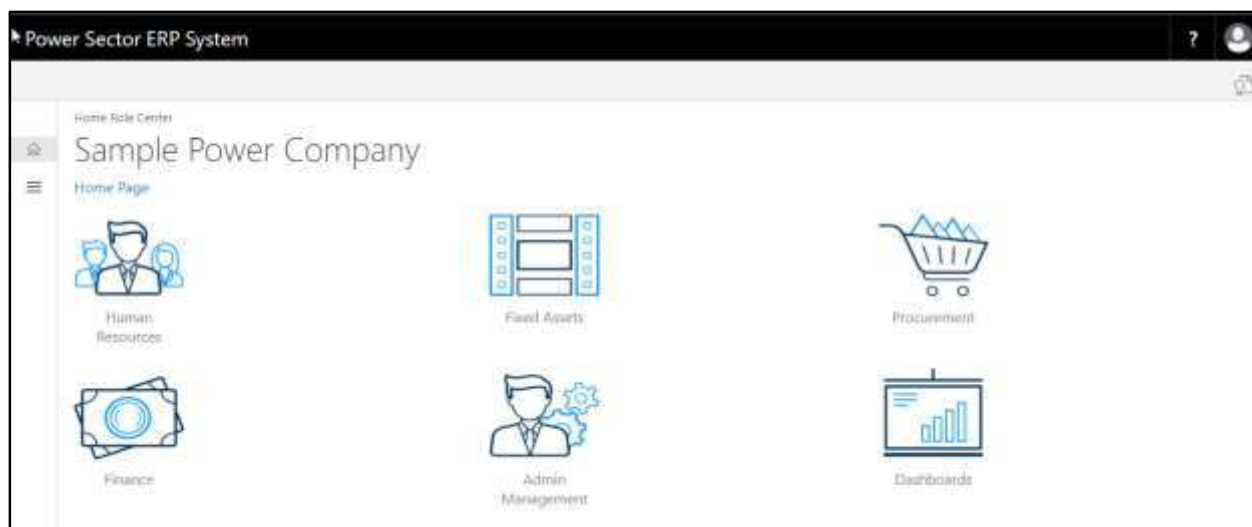 Power Sector ERP System
?
Home Role Center
Sample Power Company
Home Page
Human
Resources
Fixed Assets
Procurement
Finance
Admin
Management
Dashboards